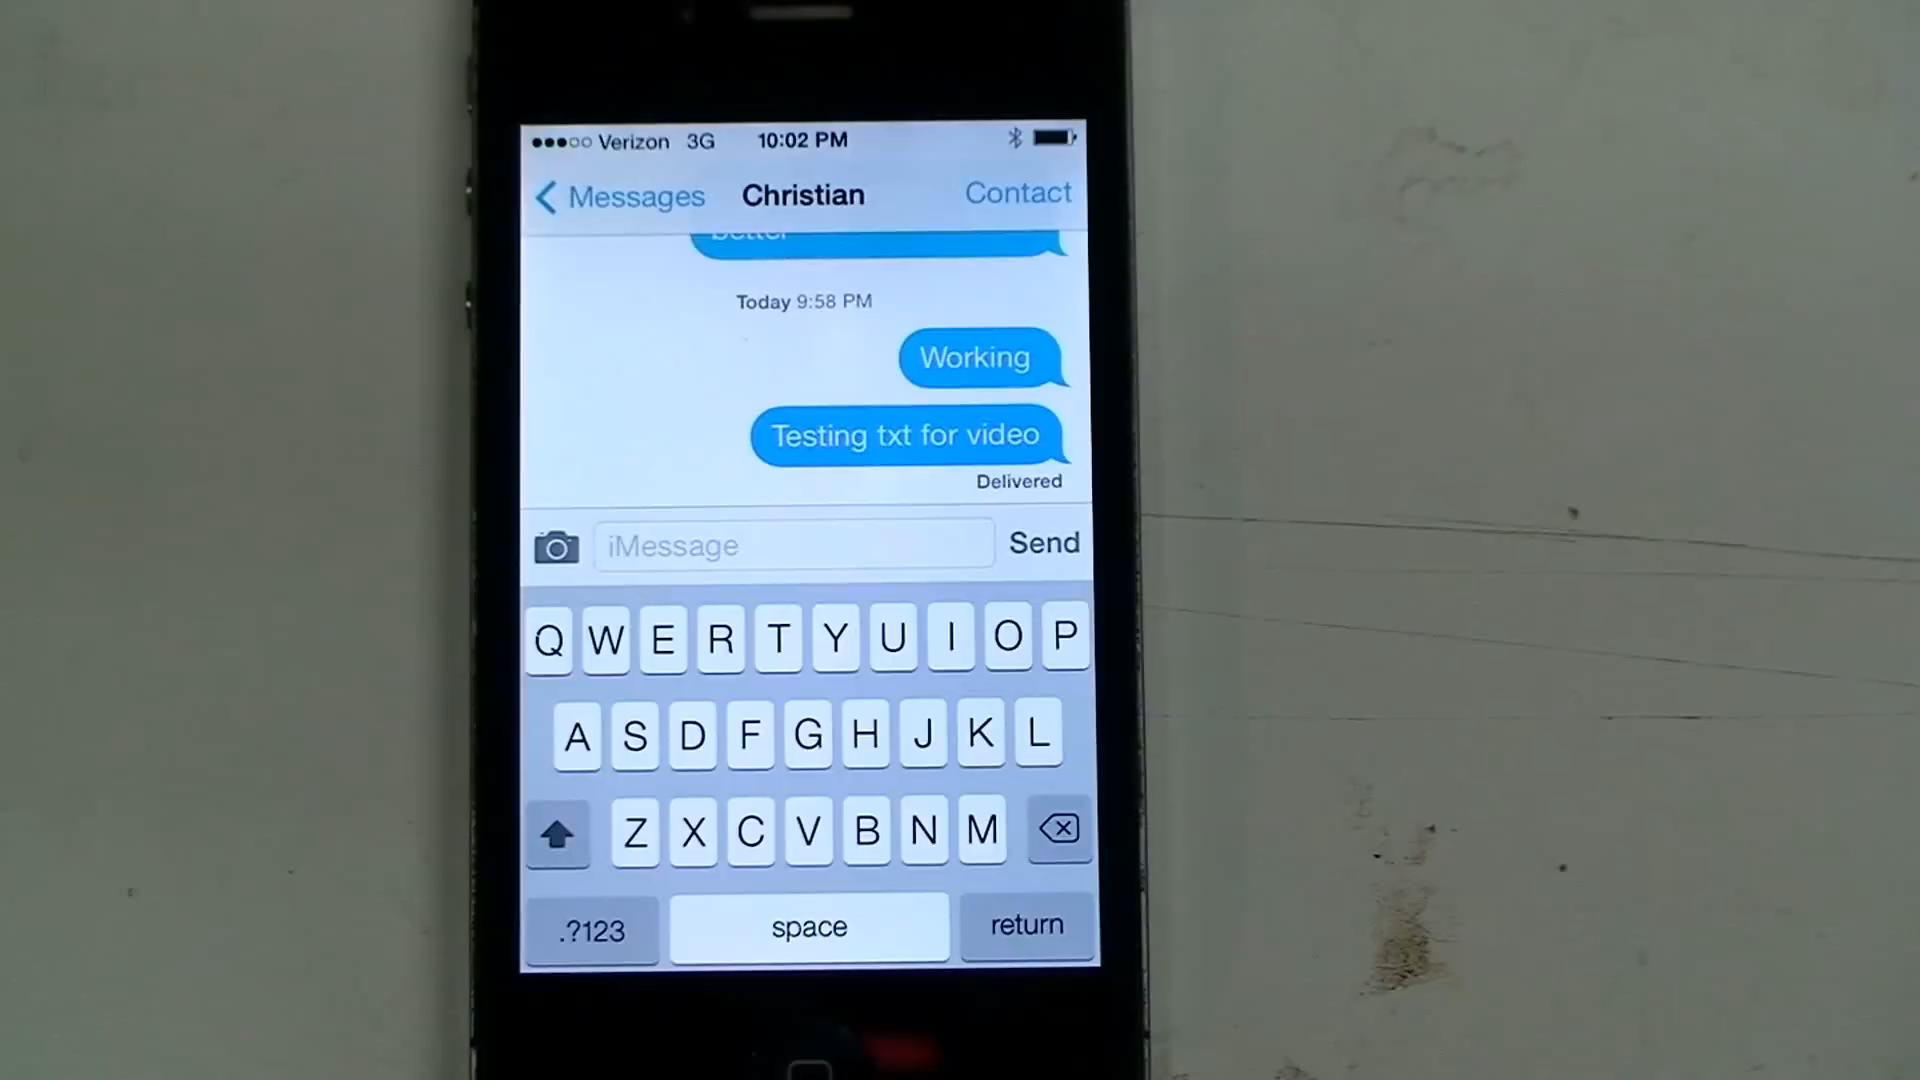 Verizon 3G 10:02 PM
Messages Christian Contact
better
Today 9:58 PM
Working
Testing txt for video
Delivered
iMessage Send
Q W E R T Y U I O P
A S D F G H J K L
Z X C V B N M
.?123 space return